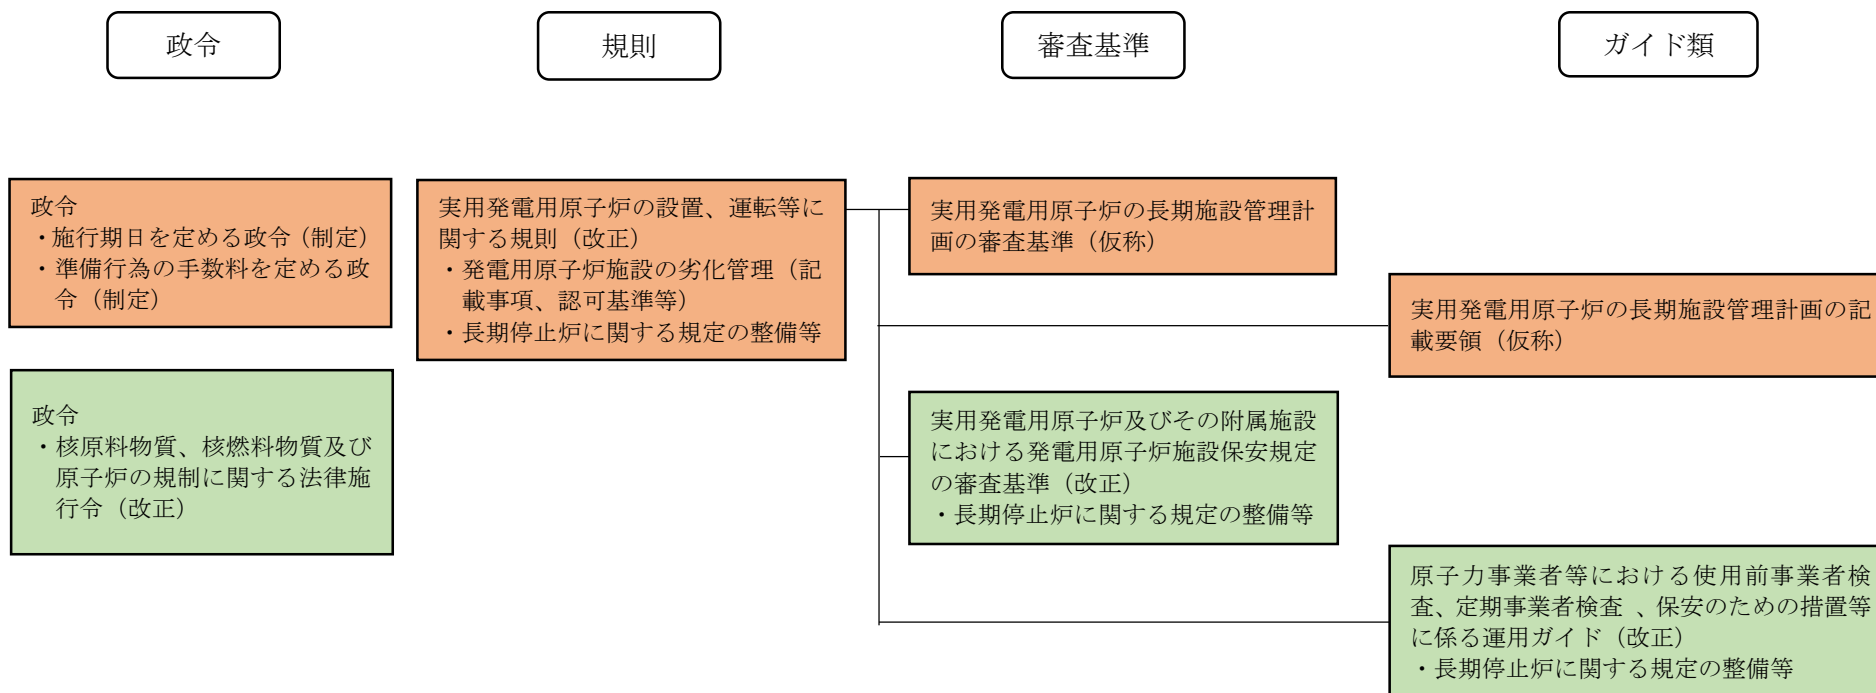 政令
規則
審査基準
ガイド類
政令
・施行期日を定める政令（制定）
・準備行為の手数料を定める政
令（制定）
実用発電用原子炉の設置、運転等に
関する規則（改正）
・発電用原子炉施設の劣化管理（記
載事項、認可基準等）
・長期停止炉に関する規定の整備等
実用発電用原子炉の長期施設管理計
画の審査基準（仮称）
実用発電用原子炉の長期施設管理計画の記
載要領（仮称）
政令
・核原料物質、核燃料物質及び
原子炉の規制に関する法律施
行令（改正）
実用発電用原子炉及びその附属施設
における発電用原子炉施設保安規定
の審査基準（改正）
・長期停止炉に関する規定の整備等
原子力事業者等における使用前事業者検
査、定期事業者検査 、保安のための措置等
に係る運用ガイド（改正）
・長期停止炉に関する規定の整備等